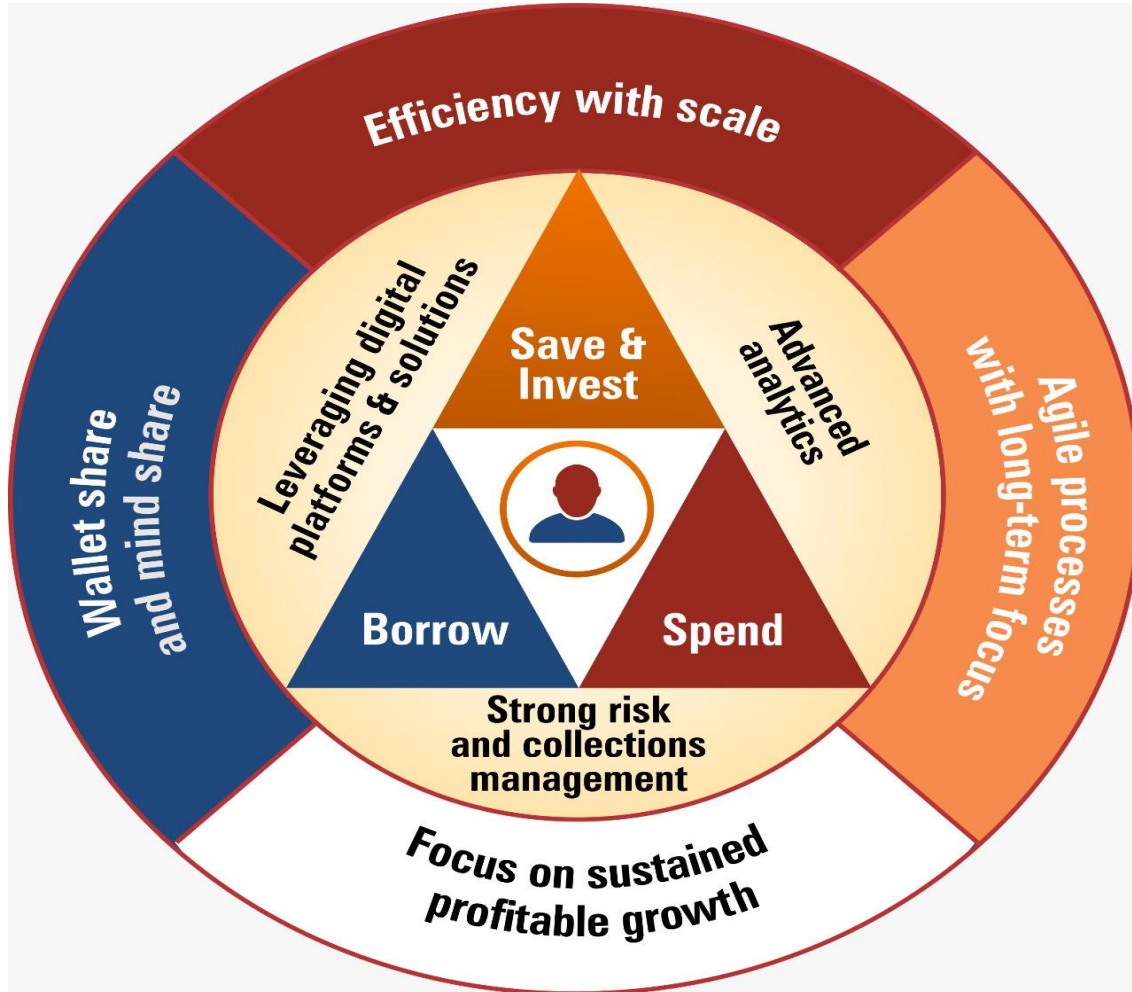 Efficiency with scale
Leveraging digital
platforms & solutions
Advanced
analytics
Save &
Invest
Wallet share
and mind share
Agile processes
with long-term focus
Borrow
Spend
Strong risk
and collections
management
Focus on sustained
profitable growth